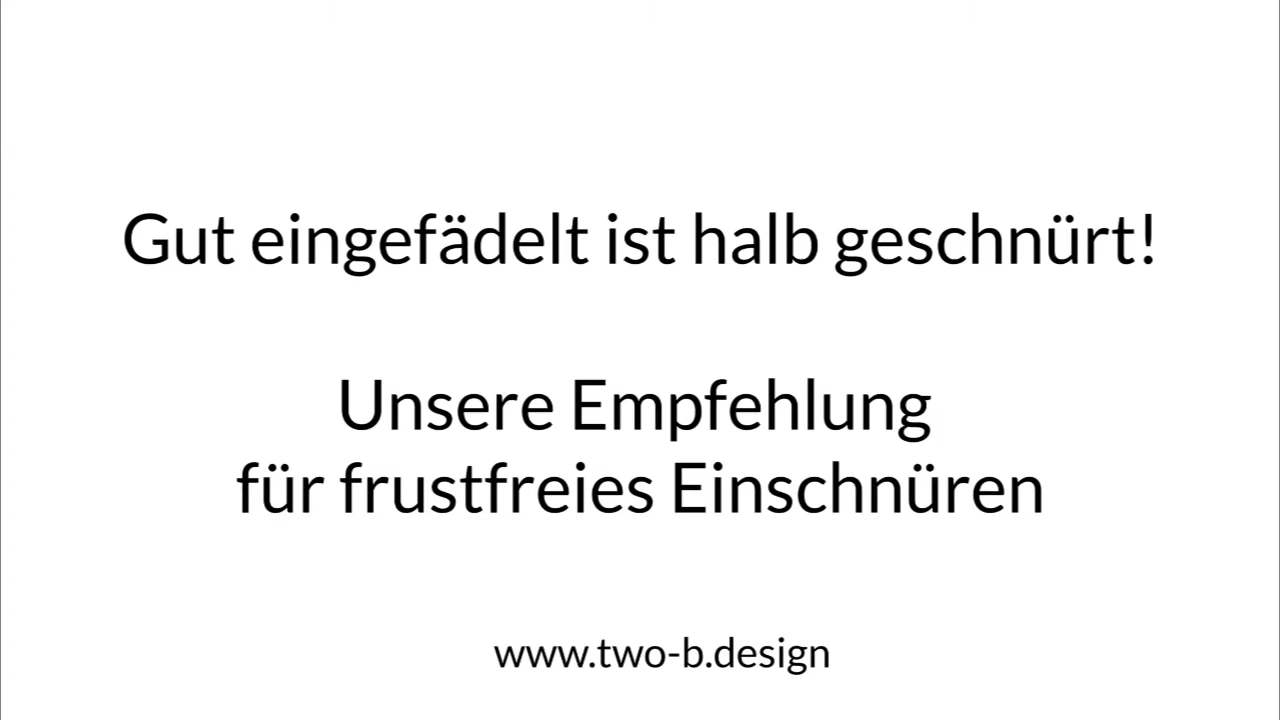 Gut eingefädelt ist halb geschnürt!
Unsere Empfehlung
für frustfreies Einschnüren
www.two-b.design